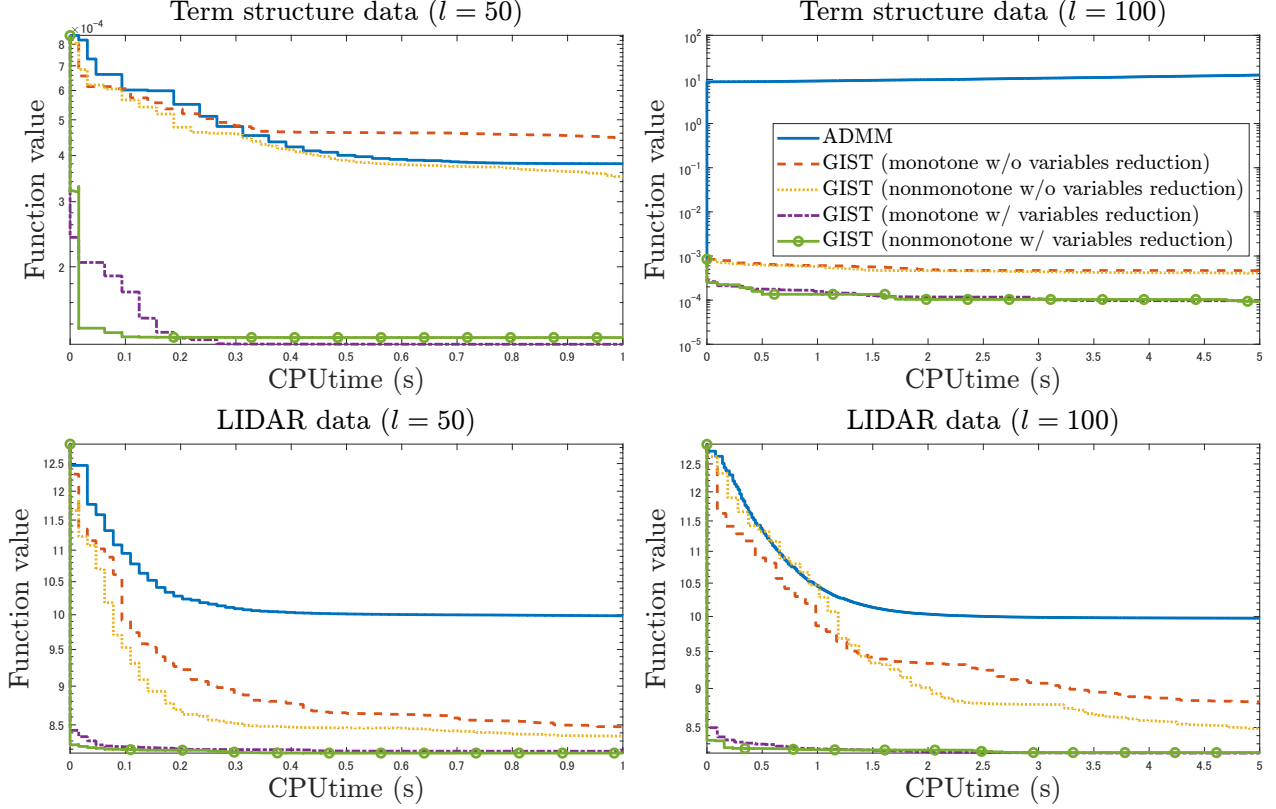 Term structure data (l = 50)
×10⁻⁴
8
7
6
5
4
3
2
Function value
0 0.1 0.2 0.3 0.4 0.5 0.6 0.7 0.8 0.9 1
CPUtime (s)
Term structure data (l = 100)
10²
10¹
10⁰
10⁻¹
10⁻²
10⁻³
10⁻⁴
10⁻⁵
Function value
ADMM
GIST (monotone w/o variables reduction)
GIST (nonmonotone w/o variables reduction)
GIST (monotone w/ variables reduction)
GIST (nonmonotone w/ variables reduction)
0 0.5 1 1.5 2 2.5 3 3.5 4 4.5 5
CPUtime (s)
LIDAR data (l = 50)
12.5
12
11.5
11
10.5
10
9.5
9
8.5
Function value
0 0.1 0.2 0.3 0.4 0.5 0.6 0.7 0.8 0.9 1
CPUtime (s)
LIDAR data (l = 100)
12.5
12
11.5
11
10.5
10
9.5
9
8.5
Function value
0 0.5 1 1.5 2 2.5 3 3.5 4 4.5 5
CPUtime (s)